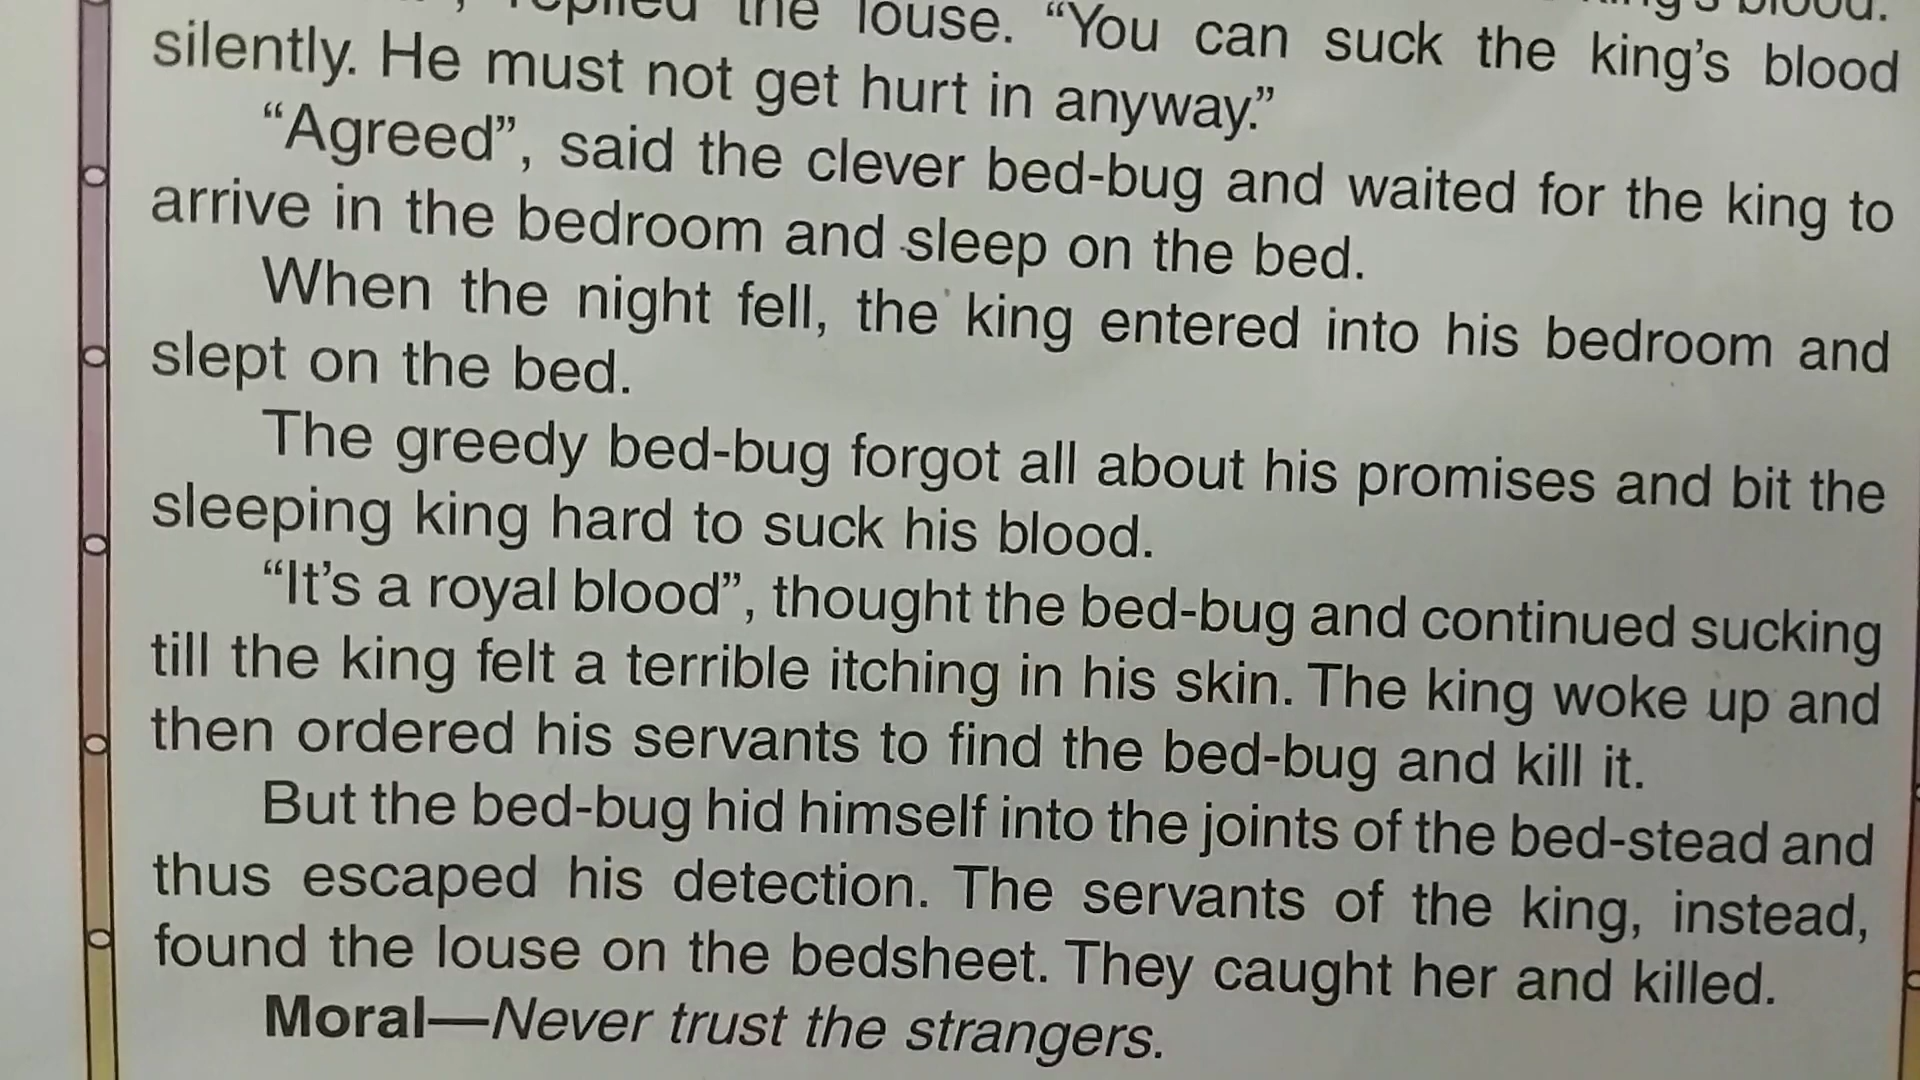 replied the louse. “You can suck the king’s blood
silently. He must not get hurt in anyway.”
“Agreed”, said the clever bed-bug and waited for the king to
arrive in the bedroom and sleep on the bed.
When the night fell, the king entered into his bedroom and
slept on the bed.
The greedy bed-bug forgot all about his promises and bit the
sleeping king hard to suck his blood.
“It’s a royal blood”, thought the bed-bug and continued sucking
till the king felt a terrible itching in his skin. The king woke up and
then ordered his servants to find the bed-bug and kill it.
But the bed-bug hid himself into the joints of the bed-stead and
thus escaped his detection. The servants of the king, instead,
found the louse on the bedsheet. They caught her and killed.
Moral—Never trust the strangers.